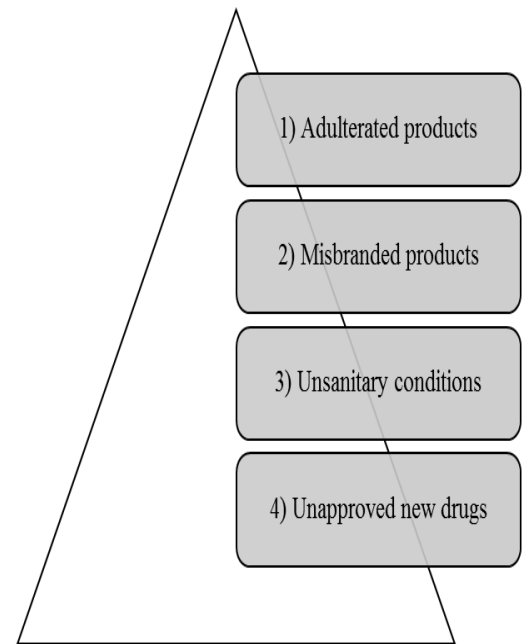 1) Adulterated products
2) Misbranded products
3) Unsanitary conditions
4) Unapproved new drugs